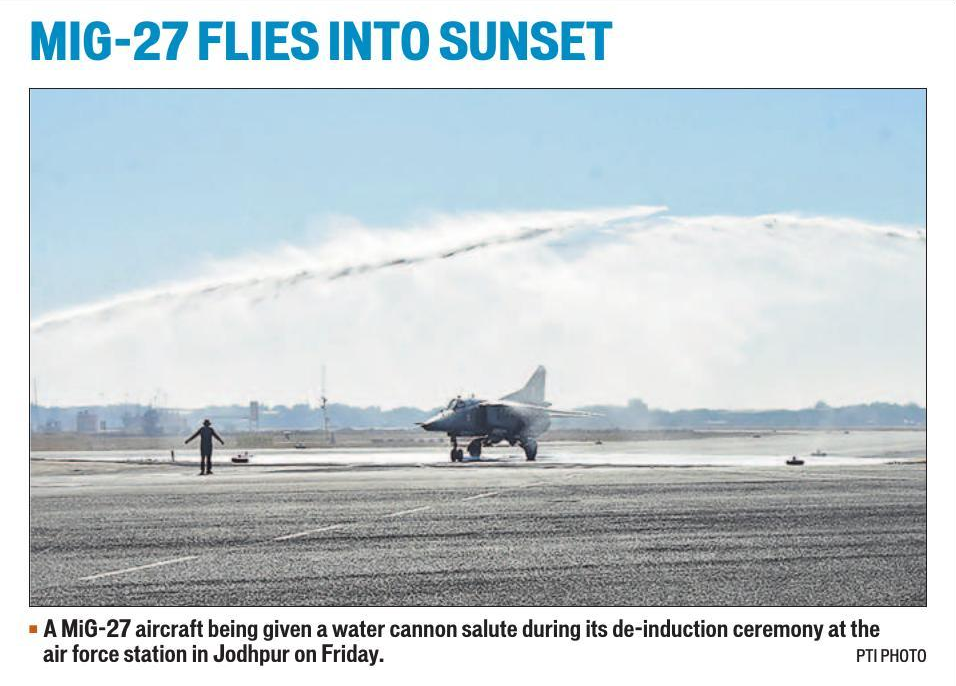 MIG-27 FLIES INTO SUNSET
A MiG-27 aircraft being given a water cannon salute during its de-induction ceremony at the
air force station in Jodhpur on Friday.
PTI PHOTO